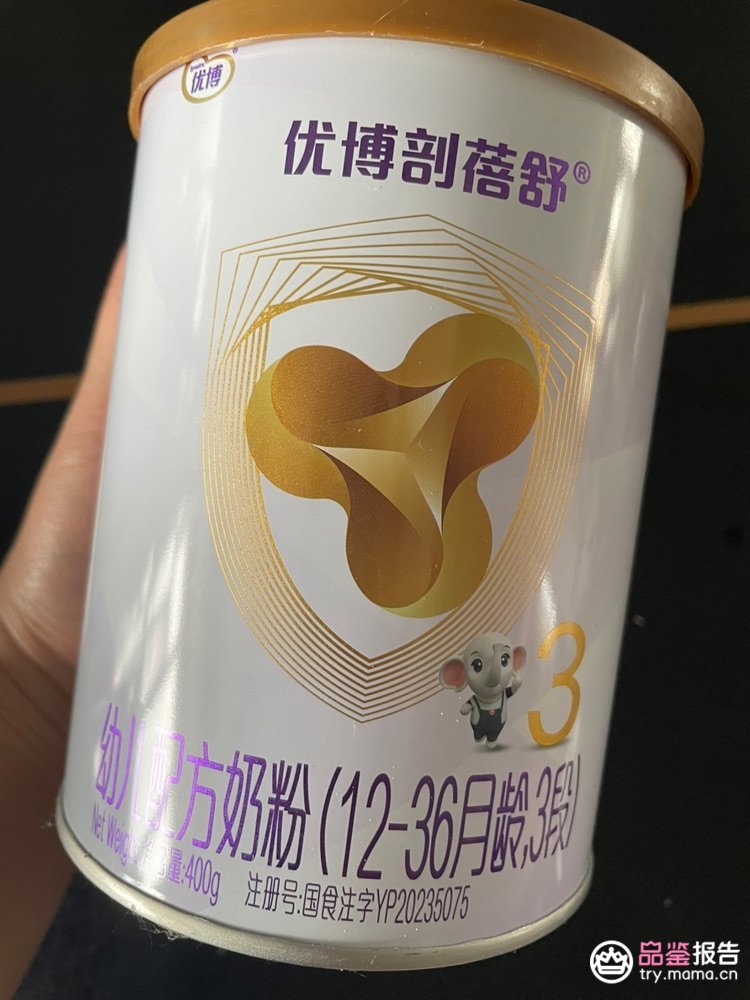 优博
优博剖蓓舒®
3
幼儿配方奶粉(12-36月龄,3段)
Net Weight 量:400g
注册号:国食注字YP20235075
品鉴报告
try.mama.cn